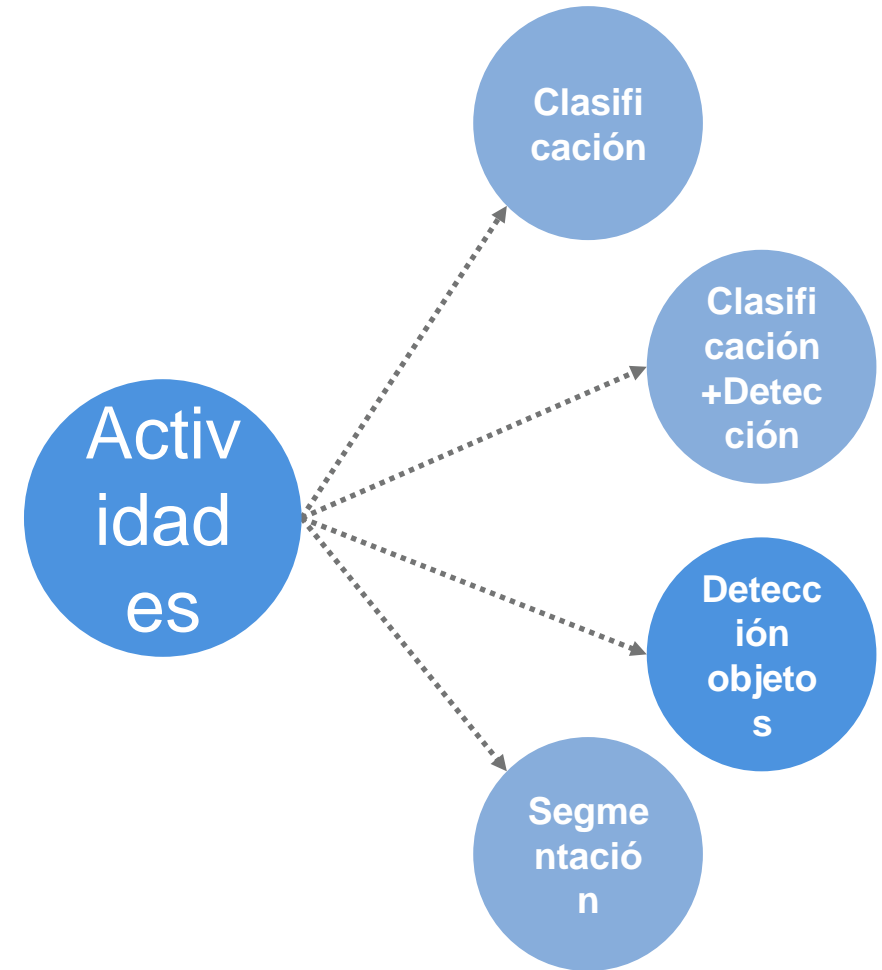 Clasifi
cación
Clasifi
cación
+Detec
ción
Activ
idad
es
Detecc
ión
objeto
s
Segme
ntació
n